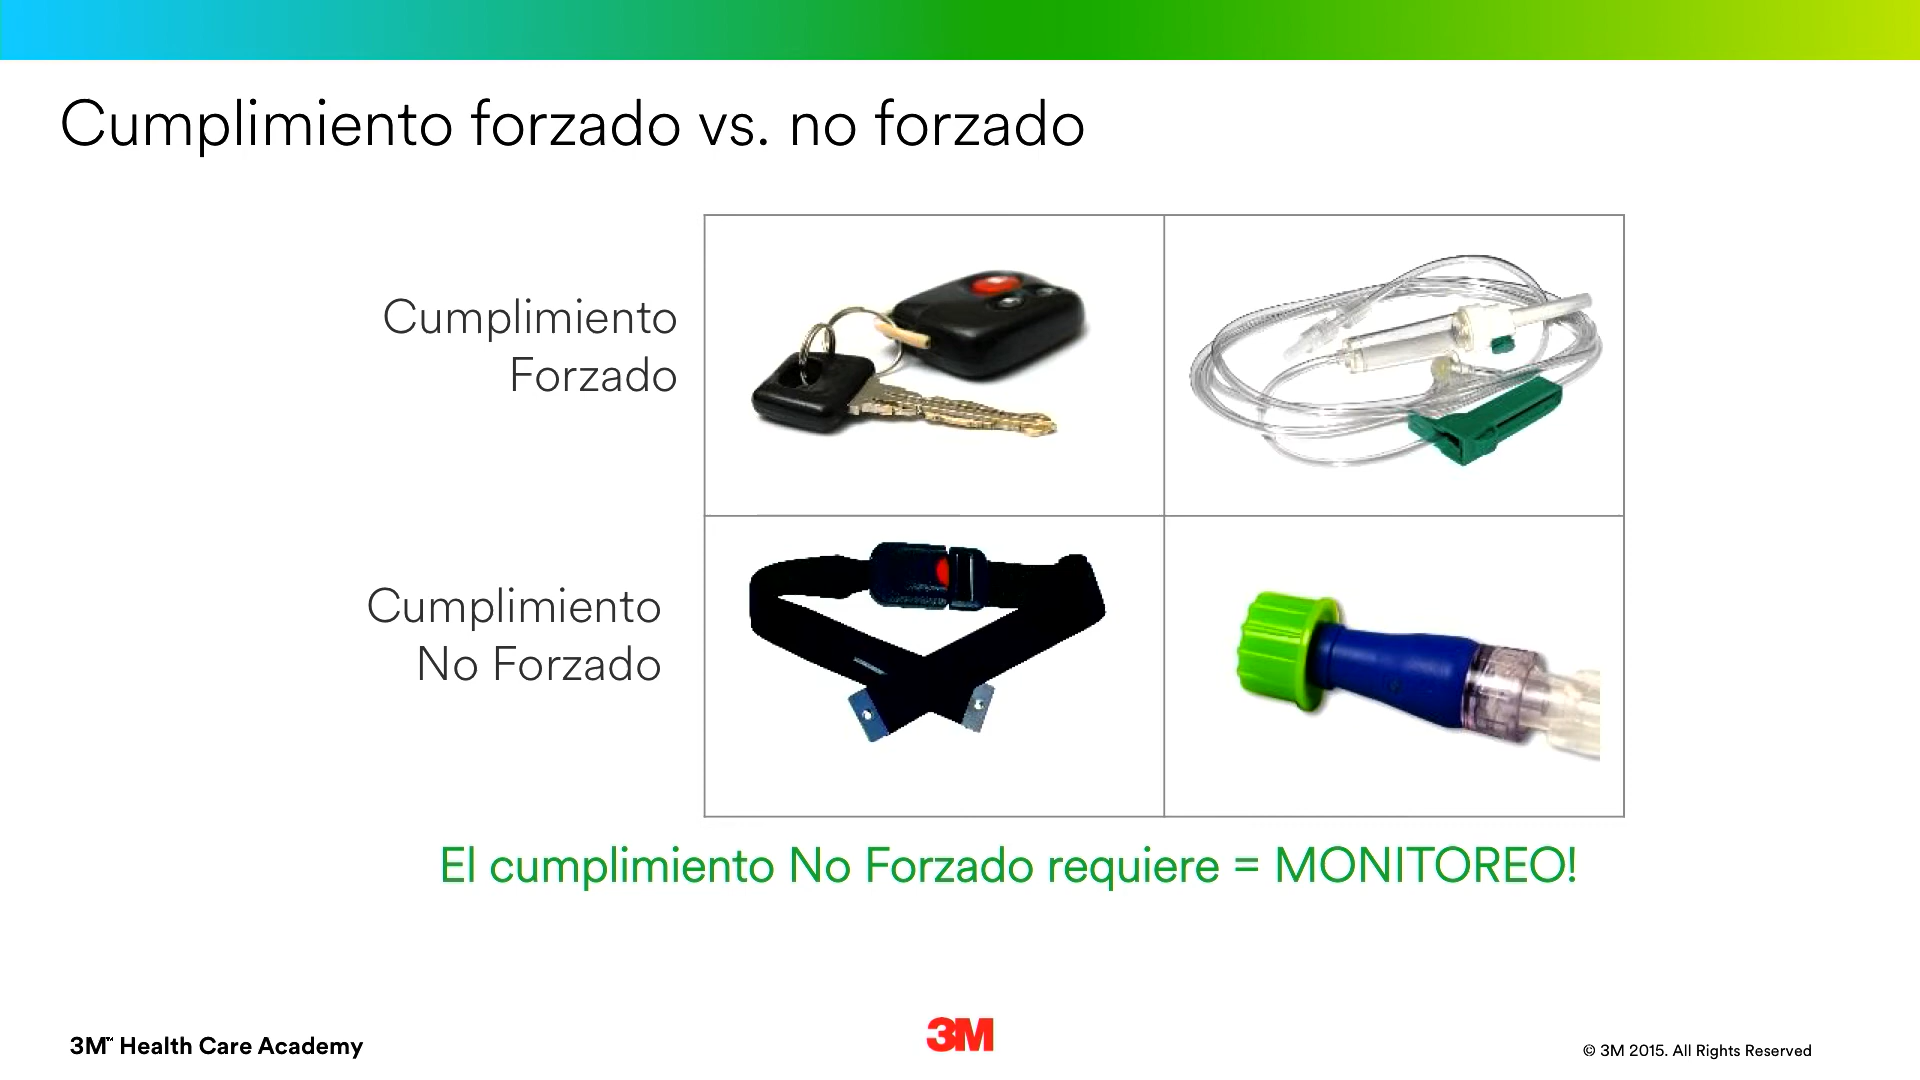 Cumplimiento forzado vs. no forzado
Cumplimiento
Forzado
Cumplimiento
No Forzado
El cumplimiento No Forzado requiere = MONITOREO!
3M™ Health Care Academy
3M
© 3M 2015. All Rights Reserved